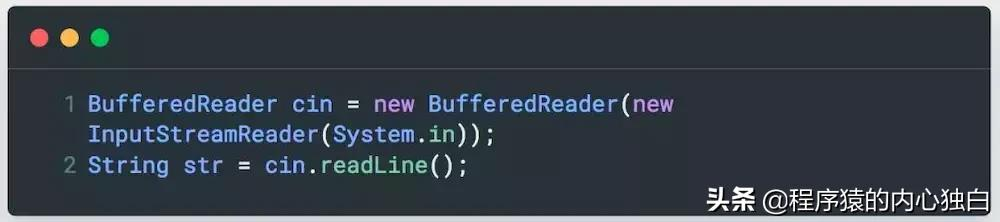 1 BufferedReader cin = new BufferedReader(new
InputStreamReader(System.in));
2 String str = cin.readLine();
头条 @程序猿的内心独白